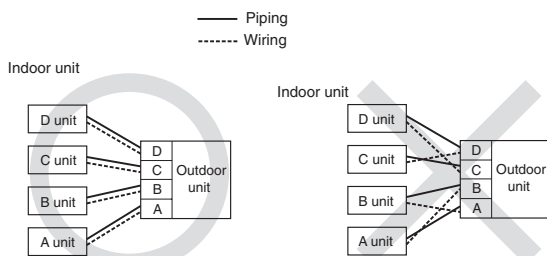 Piping
Wiring
Indoor unit
D unit
C unit
B unit
A unit
D
C
B
A
Outdoor
unit
Indoor unit
D unit
C unit
B unit
A unit
D
C
B
A
Outdoor
unit